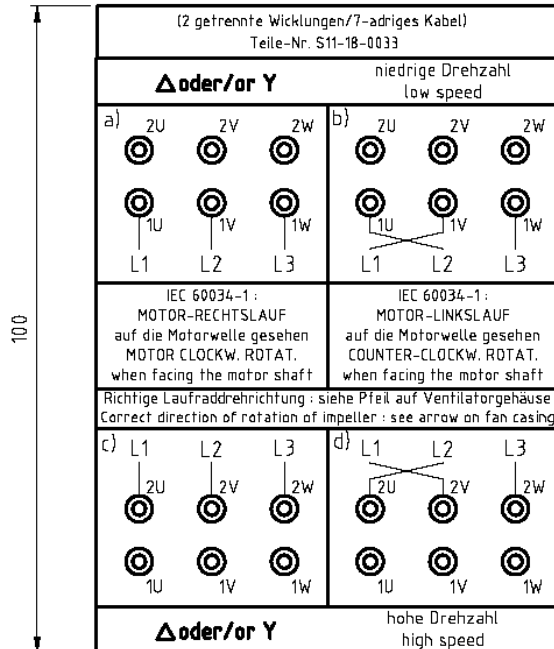 (2 getrennte Wicklungen/7-adriges Kabel)
Teile-Nr. S11-18-0033
Δ oder/or Y
niedrige Drehzahl
low speed
a)
2U 2V 2W
1U 1V 1W
L1 L2 L3
b)
2U 2V 2W
1U 1V 1W
L1 L2 L3
IEC 60034-1 :
MOTOR-RECHTSLAUF
auf die Motorwelle gesehen
MOTOR CLOCKW. ROTAT.
when facing the motor shaft
IEC 60034-1 :
MOTOR-LINKSLAUF
auf die Motorwelle gesehen
COUNTER-CLOCKW. ROTAT.
when facing the motor shaft
100
Richtige Laufraddrehrichtung : siehe Pfeil auf Ventilatorgehäuse
Correct direction of rotation of impeller : see arrow on fan casing
c)
L1 L2 L3
2U 2V 2W
1U 1V 1W
d)
L1 L2 L3
2U 2V 2W
1U 1V 1W
Δ oder/or Y
hohe Drehzahl
high speed